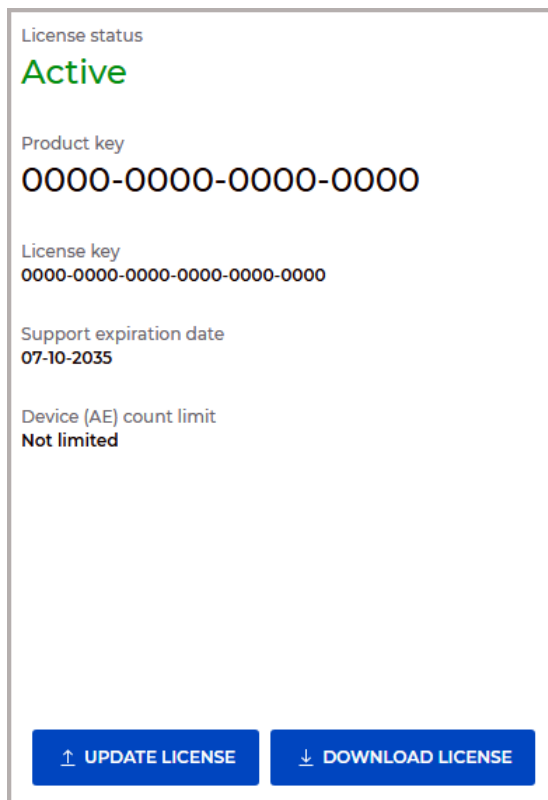 License status
Active
Product key
0000-0000-0000-0000
License key
0000-0000-0000-0000-0000-0000
Support expiration date
07-10-2035
Device (AE) count limit
Not limited
UPDATE LICENSE
DOWNLOAD LICENSE